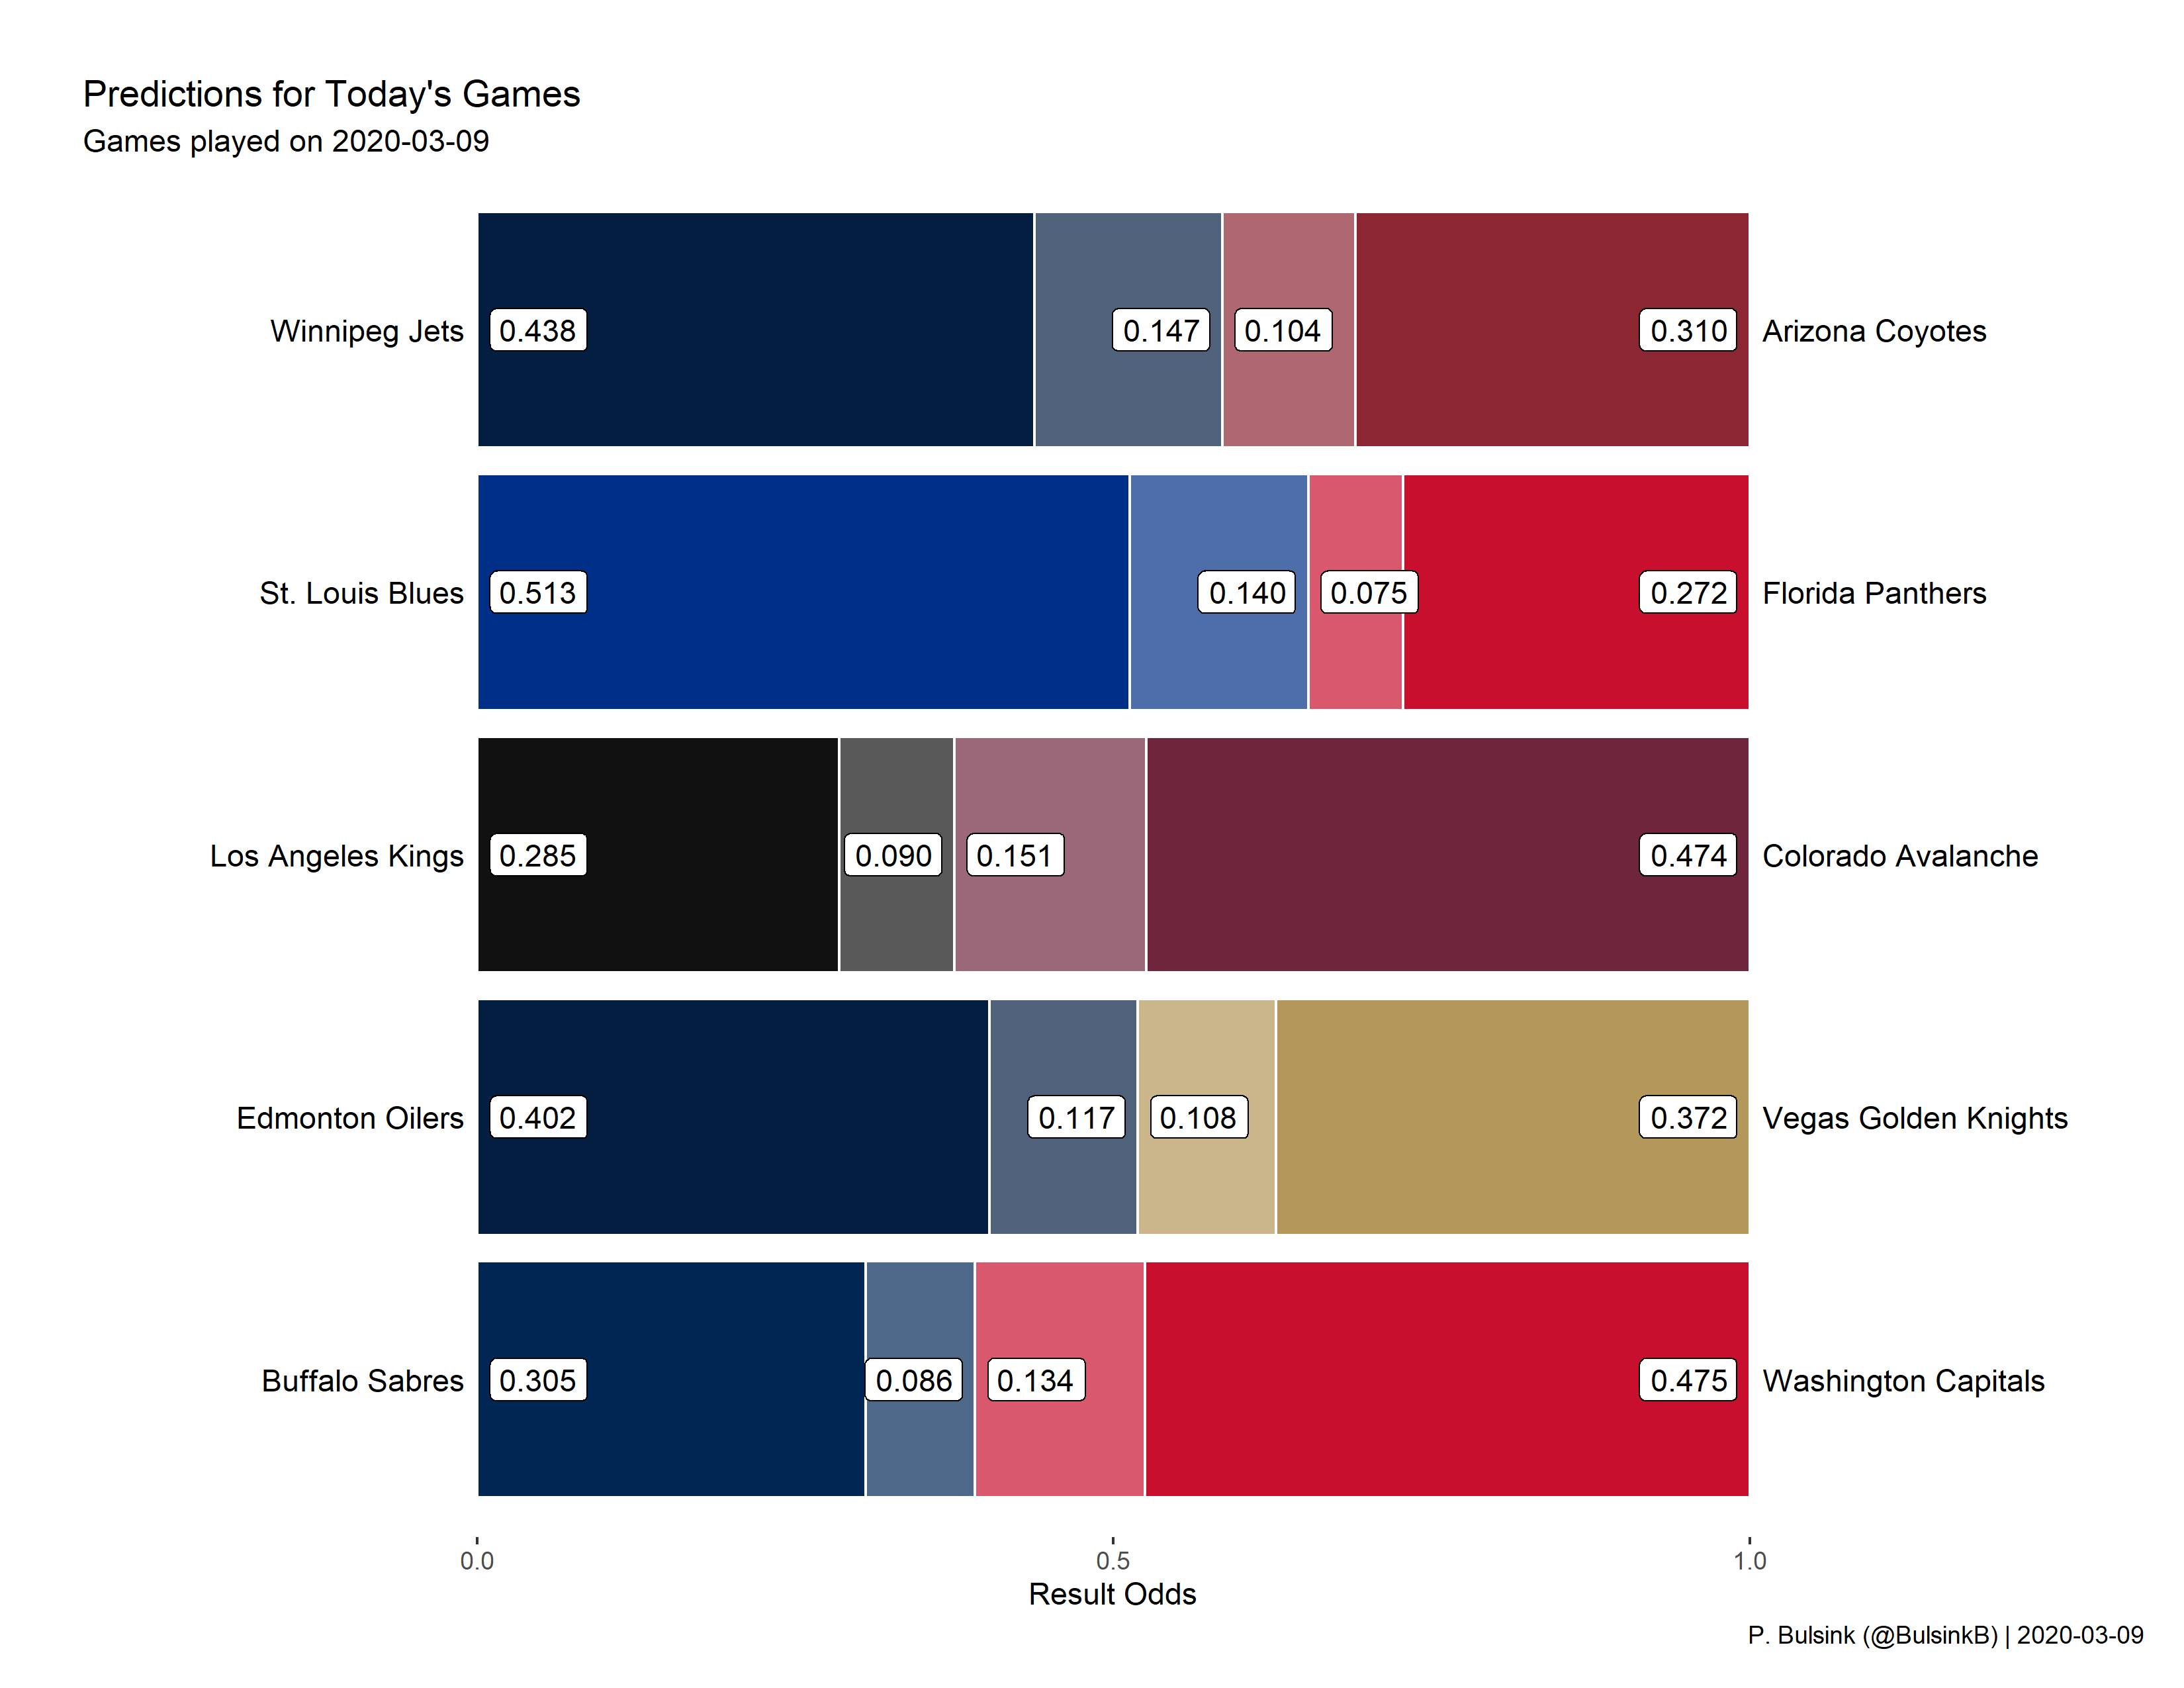 Predictions for Today's Games
Games played on 2020-03-09
Winnipeg Jets 0.438 0.147 0.104 0.310 Arizona Coyotes
St. Louis Blues 0.513 0.140 0.075 0.272 Florida Panthers
Los Angeles Kings 0.285 0.090 0.151 0.474 Colorado Avalanche
Edmonton Oilers 0.402 0.117 0.108 0.372 Vegas Golden Knights
Buffalo Sabres 0.305 0.086 0.134 0.475 Washington Capitals
0.0 0.5 1.0
Result Odds
P. Bulsink (@BulsinkB) | 2020-03-09